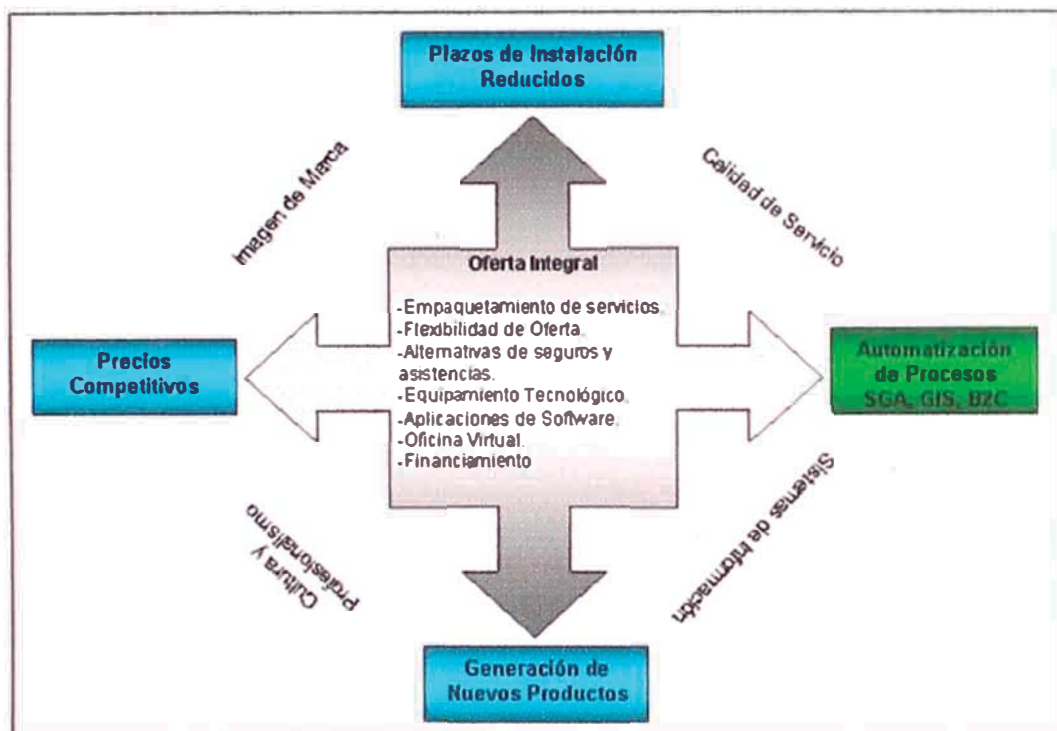 Plazos de Instalación
Reducidos
Imagen de Marca
Calidad de Servicio
Oferta Integral
-Empaquetamiento de servicios.
-Flexibilidad de Oferta.
-Alternativas de seguros y
asistencias.
-Equipamiento Tecnológico.
-Aplicaciones de Software.
-Oficina Virtual.
-Financiamiento
Precios
Competitivos
Automatización
de Procesos
SGA, GIS, B2C
Cultura y
Profesionalismo
Sistemas de Información
Generación de
Nuevos Productos